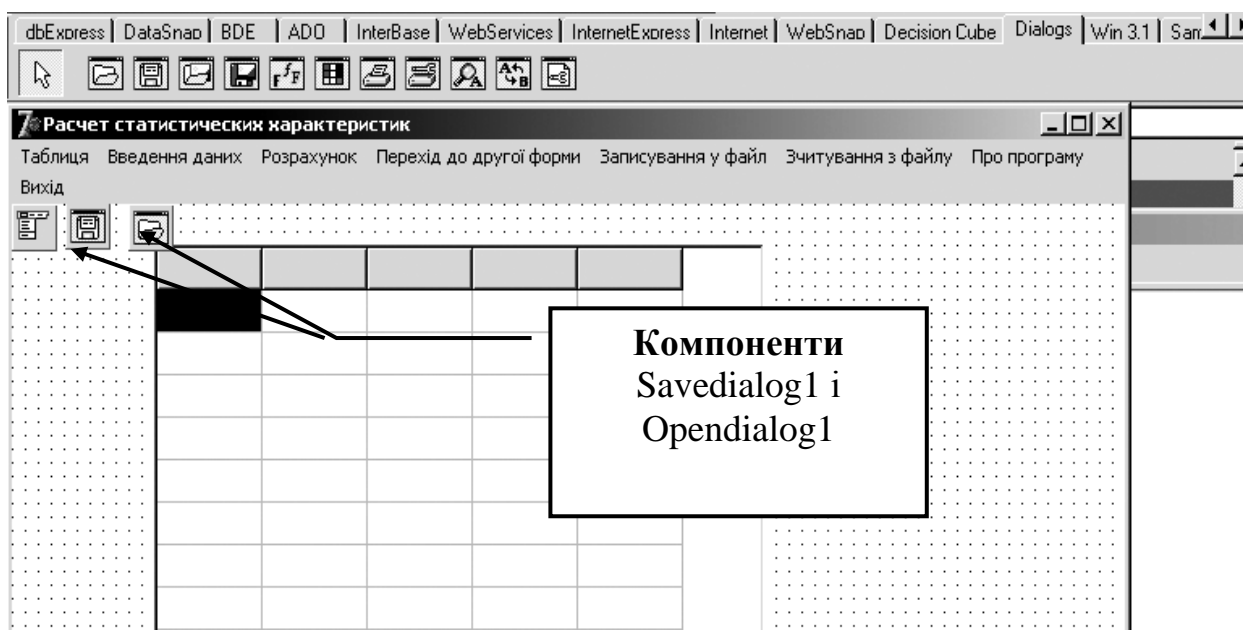 dbExpress DataSnap BDE ADO InterBase WebServices InternetExpress Internet WebSnap Decision Cube Dialogs Win 3.1
Расчет статистических характеристик
Таблиця Введення даних Розрахунок Перехід до другої форми Записування у файл Зчитування з файлу Про програму
Вихід
Компоненти
Savedialog1 і
Opendialog1